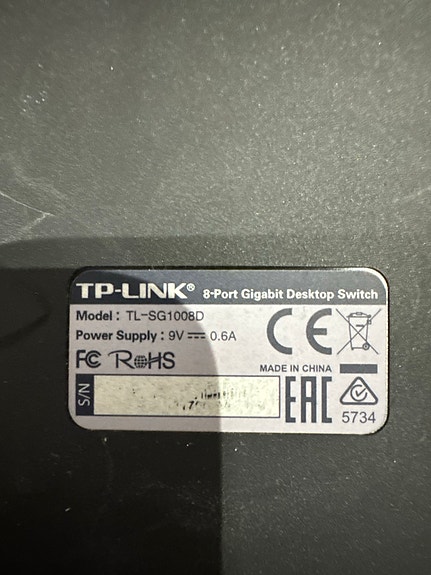 TP-LINK® 8-Port Gigabit Desktop Switch
Model : TL-SG1008D
Power Supply : 9V ⎓ 0.6A
CE
FC RoHS
MADE IN CHINA
S/N
EAC
5734